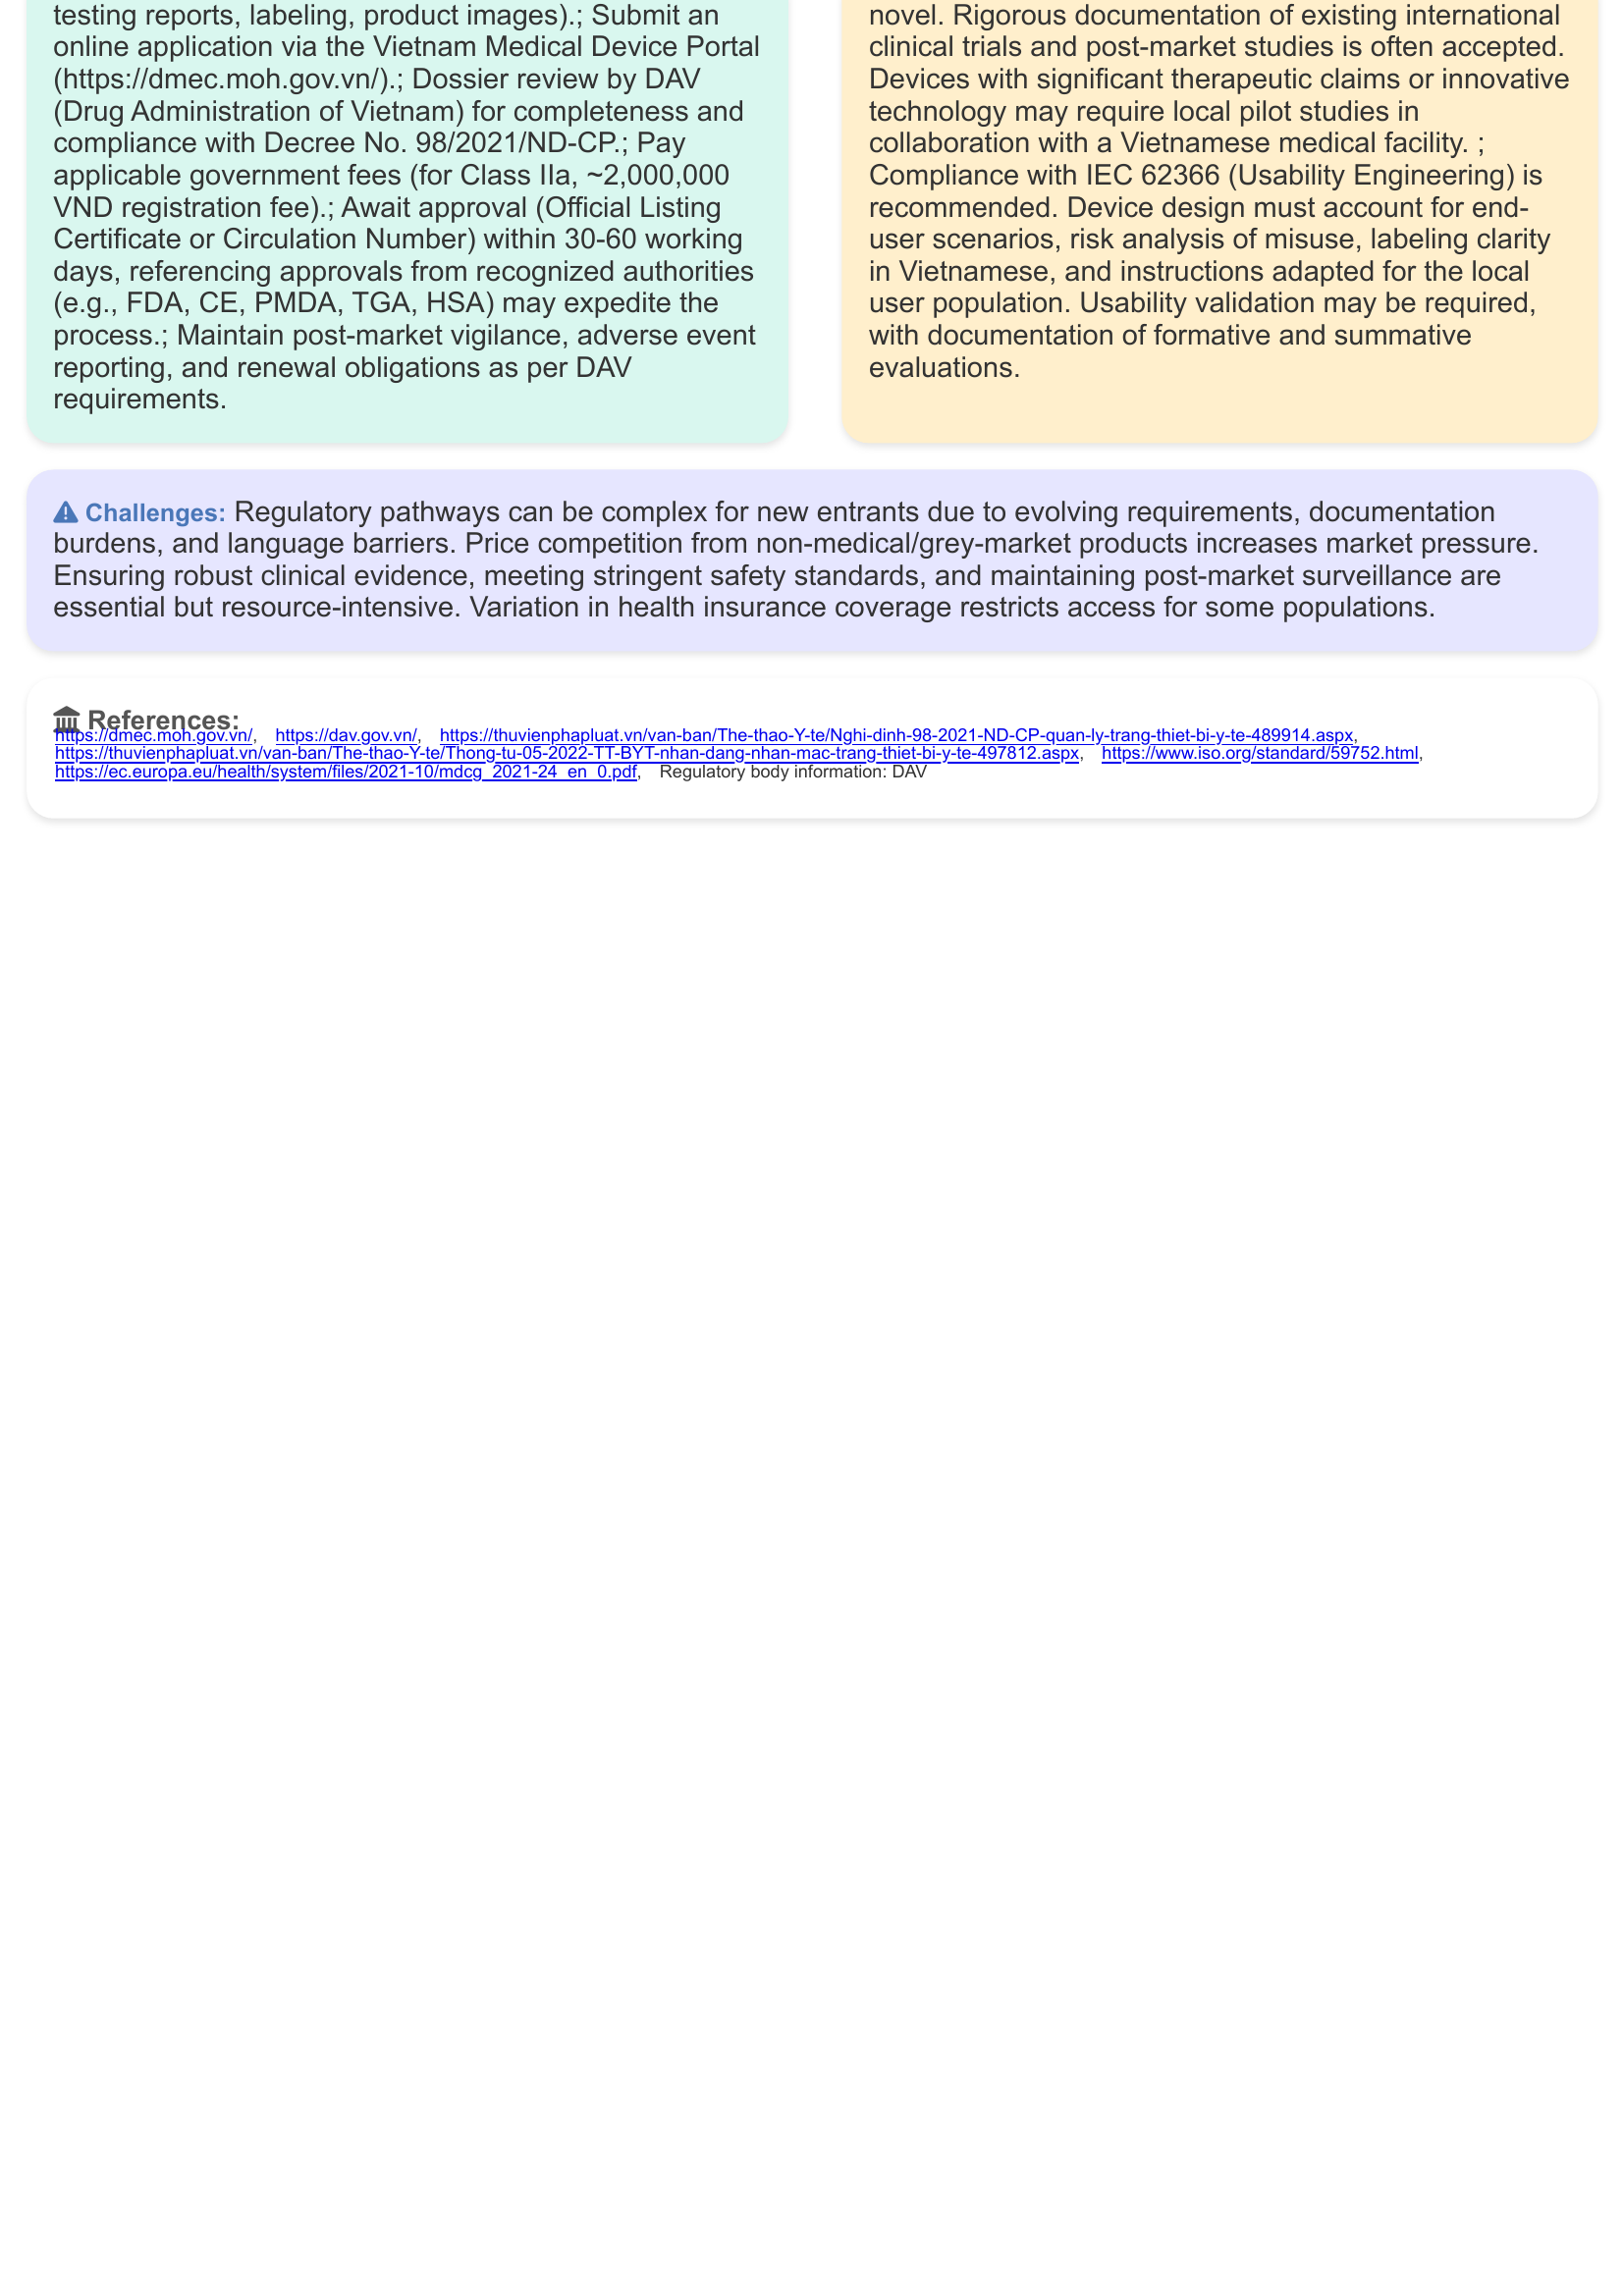 testing reports, labeling, product images).; Submit an
online application via the Vietnam Medical Device Portal
(https://dmec.moh.gov.vn/).; Dossier review by DAV
(Drug Administration of Vietnam) for completeness and
compliance with Decree No. 98/2021/ND-CP.; Pay
applicable government fees (for Class IIa, ~2,000,000
VND registration fee).; Await approval (Official Listing
Certificate or Circulation Number) within 30-60 working
days, referencing approvals from recognized authorities
(e.g., FDA, CE, PMDA, TGA, HSA) may expedite the
process.; Maintain post-market vigilance, adverse event
reporting, and renewal obligations as per DAV
requirements.
novel. Rigorous documentation of existing international
clinical trials and post-market studies is often accepted.
Devices with significant therapeutic claims or innovative
technology may require local pilot studies in
collaboration with a Vietnamese medical facility. ;
Compliance with IEC 62366 (Usability Engineering) is
recommended. Device design must account for end-
user scenarios, risk analysis of misuse, labeling clarity
in Vietnamese, and instructions adapted for the local
user population. Usability validation may be required,
with documentation of formative and summative
evaluations.
Challenges: Regulatory pathways can be complex for new entrants due to evolving requirements, documentation
burdens, and language barriers. Price competition from non-medical/grey-market products increases market pressure.
Ensuring robust clinical evidence, meeting stringent safety standards, and maintaining post-market surveillance are
essential but resource-intensive. Variation in health insurance coverage restricts access for some populations.
References:
https://dmec.moh.gov.vn/, https://dav.gov.vn/, https://thuvienphapluat.vn/van-ban/The-thao-Y-te/Nghi-dinh-98-2021-ND-CP-quan-ly-trang-thiet-bi-y-te-489914.aspx,
https://thuvienphapluat.vn/van-ban/The-thao-Y-te/Thong-tu-05-2022-TT-BYT-nhan-dang-nhan-mac-trang-thiet-bi-y-te-497812.aspx, https://www.iso.org/standard/59752.html,
https://ec.europa.eu/health/system/files/2021-10/mdcg_2021-24_en_0.pdf, Regulatory body information: DAV